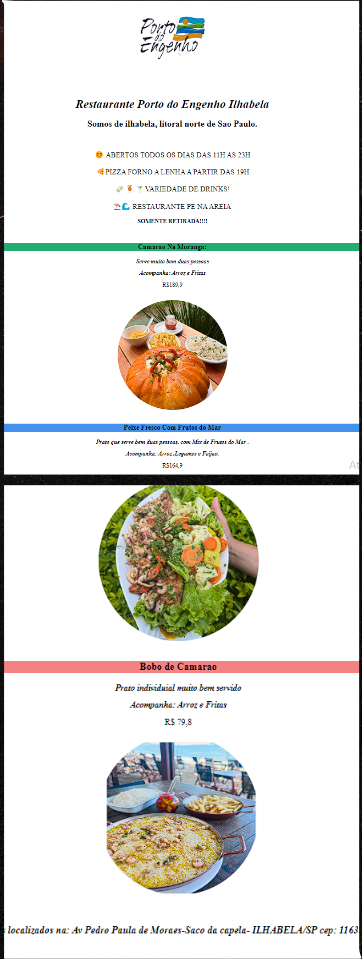 Porto
do
Engenho
Restaurante Porto do Engenho Ilhabela
Somos de ilhabela, litoral norte de Sao Paulo.
😊 ABERTOS TODOS OS DIAS DAS 11H AS 23H
🍕 PIZZA FORNO A LENHA A PARTIR DAS 19H
🍹 VARIEDADE DE DRINKS!
🏖 🌊 RESTAURANTE PE NA AREIA
SOMENTE RETIRADA!!!!
Camarao Na Moranga:
Serve muito bem duas pessoas
Acompanha: Arroz e Fritas
R$189,9
Peixe Fresco Com Frutos do Mar
Prato que serve bem duas pessoas, com Mix de Frutos do Mar .
Acompanha: Arroz ,Legumes e Feijao.
R$164,9
Bobo de Camarao
Prato individuial muito bem servido
Acompanha: Arroz e Fritas
R$ 79,8
s localizados na: Av Pedro Paula de Moraes-Saco da capela- ILHABELA/SP cep: 1163